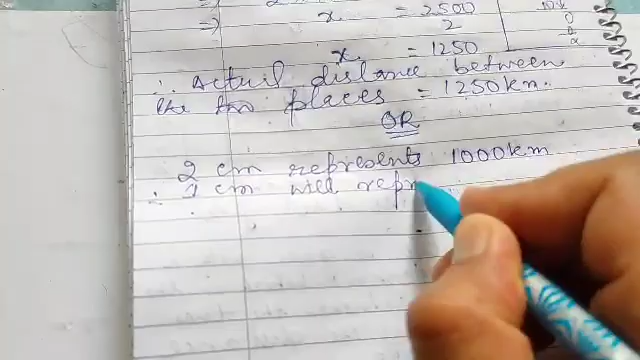 ⇒ x = 2500
2
x = 1250
∴ Actual distance between
the two places = 1250 km.
OR
2 cm represents 1000 km
∴ 1 cm will repr